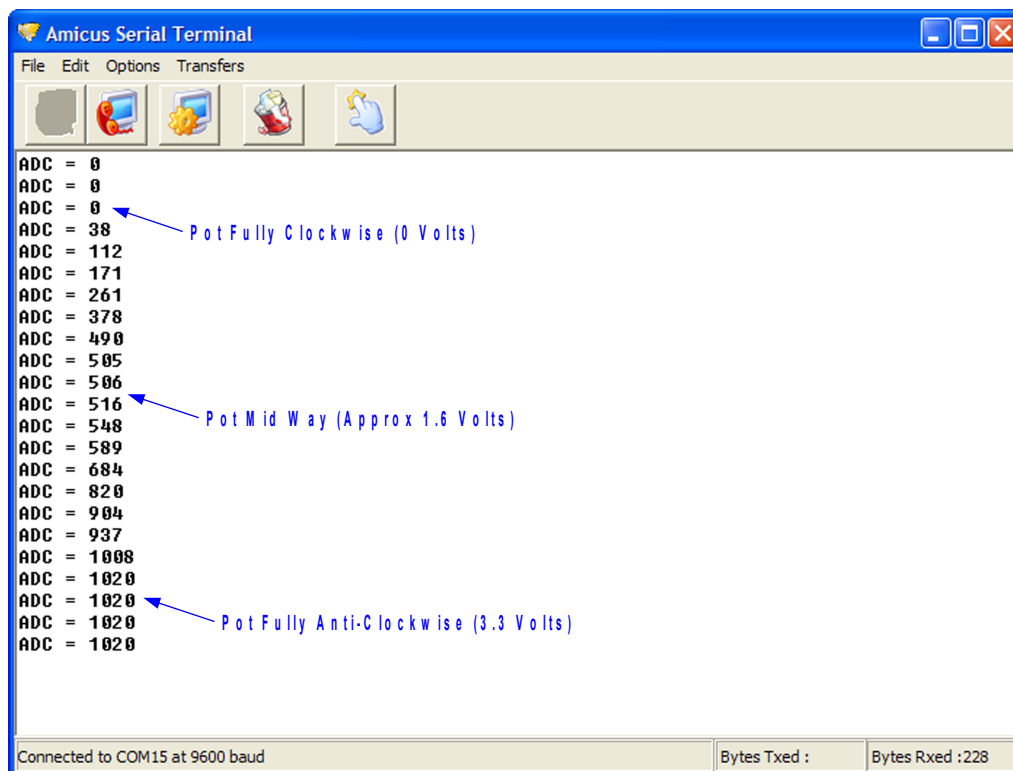 Amicus Serial Terminal
File Edit Options Transfers
ADC = 0
ADC = 0
ADC = 0
Pot Fully Clockwise (0 Volts)
ADC = 38
ADC = 112
ADC = 171
ADC = 261
ADC = 378
ADC = 490
ADC = 505
ADC = 506
ADC = 516
Pot Mid Way (Approx 1.6 Volts)
ADC = 548
ADC = 589
ADC = 684
ADC = 820
ADC = 904
ADC = 937
ADC = 1008
ADC = 1020
ADC = 1020
ADC = 1020
Pot Fully Anti-Clockwise (3.3 Volts)
ADC = 1020
Connected to COM15 at 9600 baud
Bytes Txed :
Bytes Rxed :228